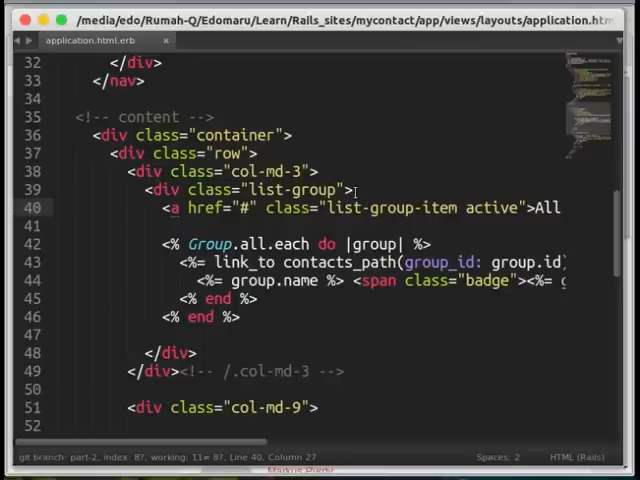 /media/edo/Rumah-Q/Edomaru/Learn/Rails_sites/mycontact/app/views/layouts/application.htm
application.html.erb ×
32 </div>
33 </nav>
34
35 <!-- content -->
36 <div class="container">
37 <div class="row">
38 <div class="col-md-3">
39 <div class="list-group">
40 <a href="#" class="list-group-item active">All
41
42 <% Group.all.each do |group| %>
43 <%= link_to contacts_path(group_id: group.id)
44 <%= group.name %> <span class="badge"><%= g
45 <% end %>
46 <% end %>
47
48 </div>
49 </div><!-- /.col-md-3 -->
50
51 <div class="col-md-9">
52
git branch: part-2, index: 8?, working: 11≠ 8?, Line 40, Column 27 Spaces: 2 HTML (Rails)
Markus Purdy